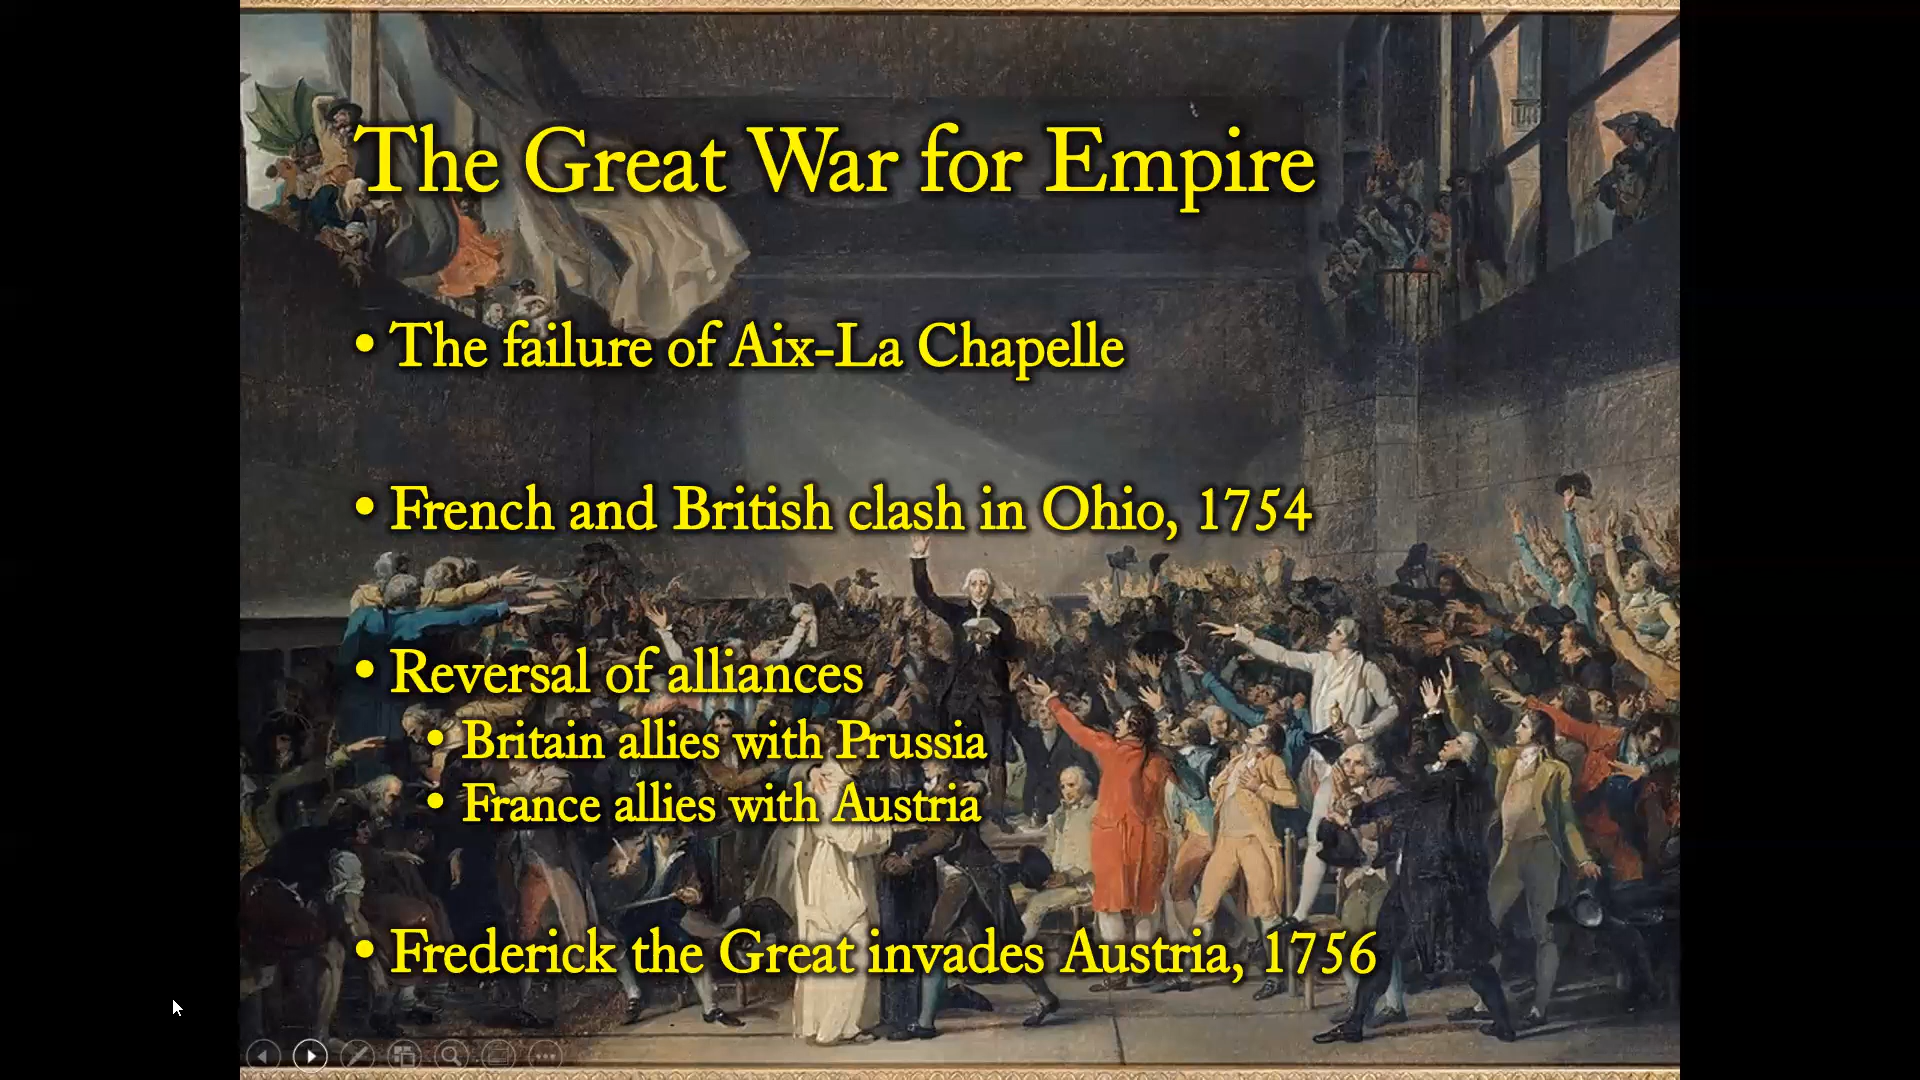 The Great War for Empire
• The failure of Aix-La Chapelle
• French and British clash in Ohio, 1754
• Reversal of alliances
• Britain allies with Prussia
• France allies with Austria
• Frederick the Great invades Austria, 1756